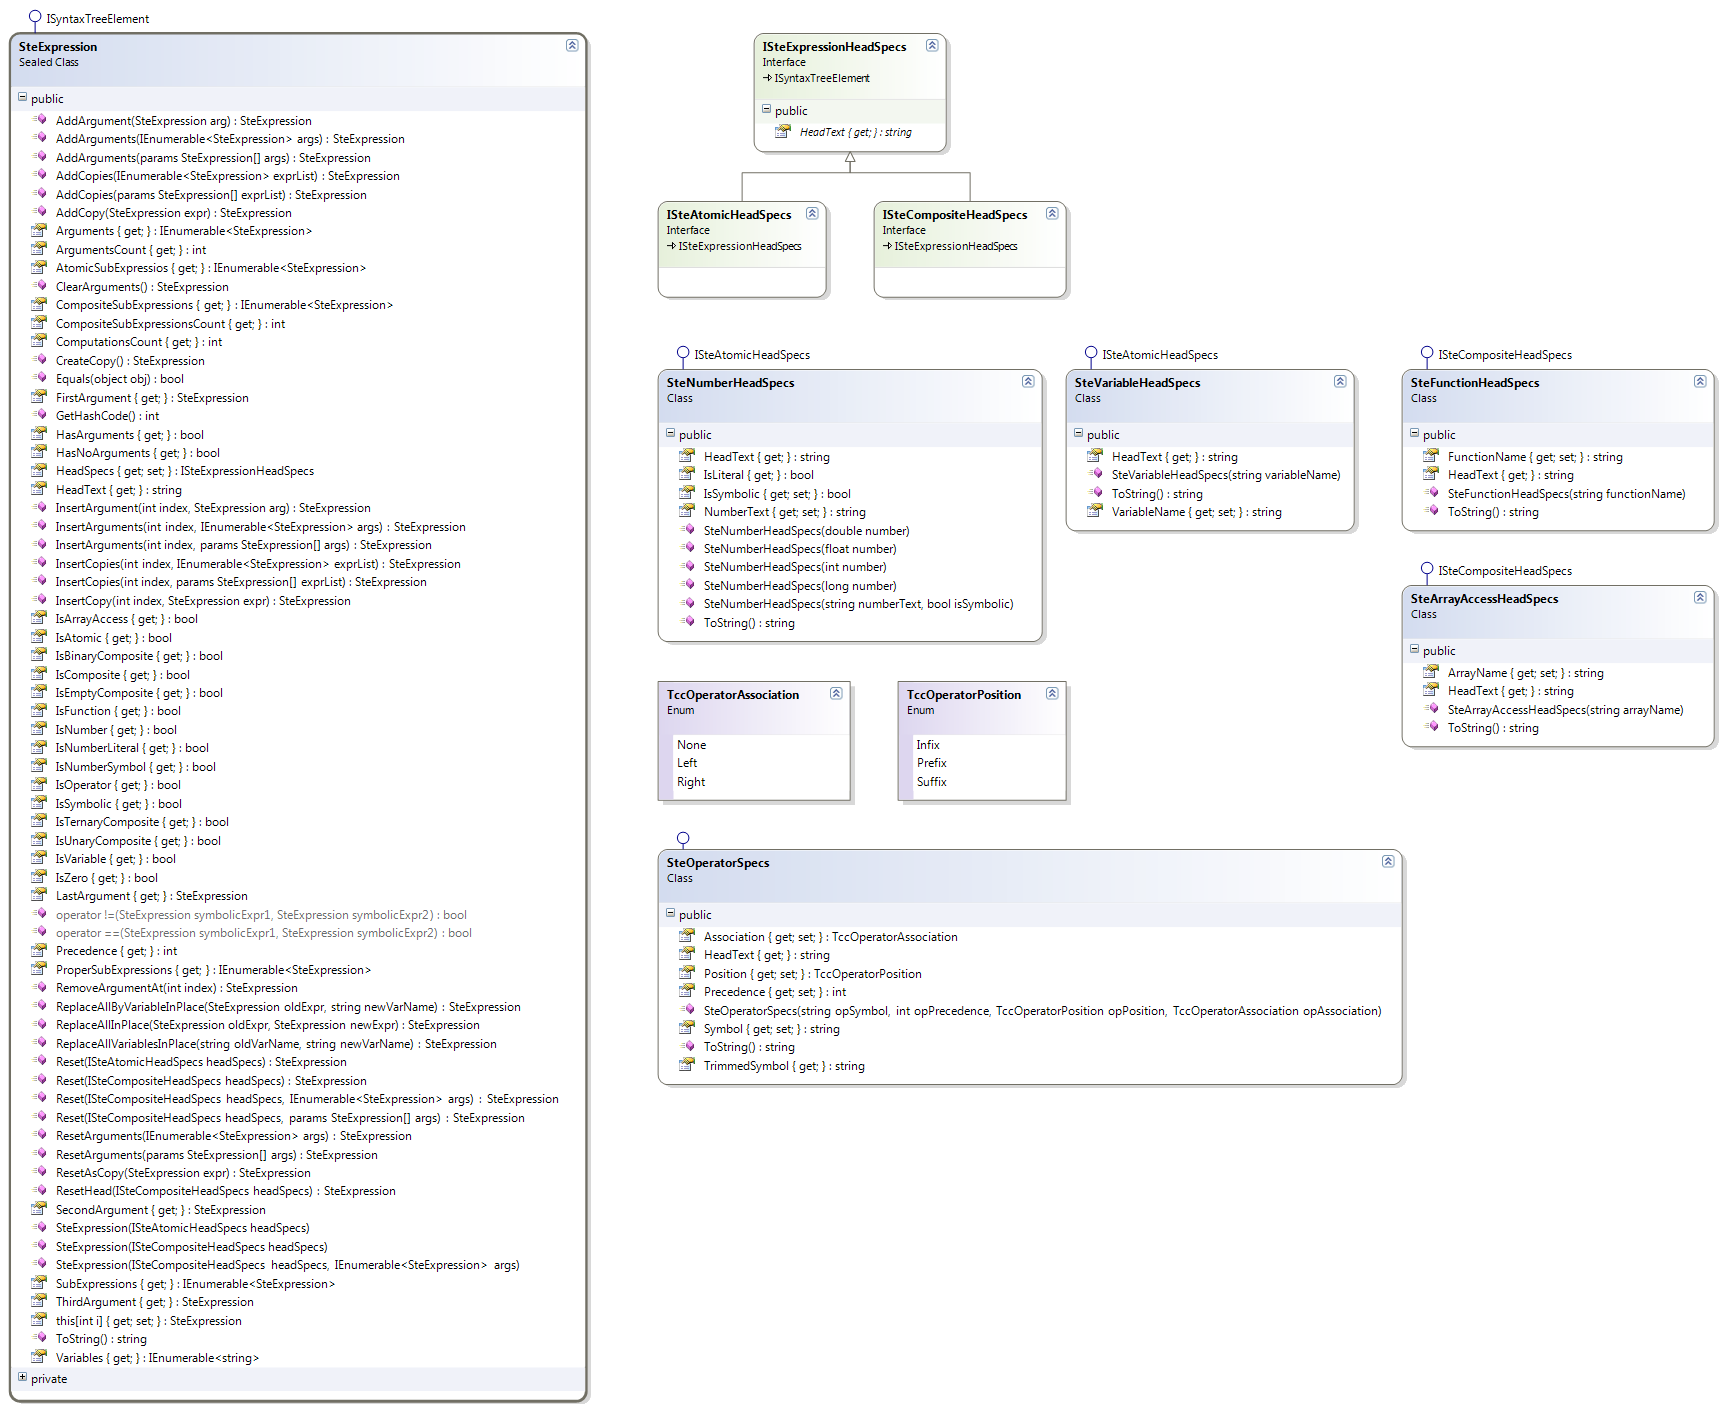 ISyntaxTreeElement
SteExpression
Sealed Class
public
AddArgument(SteExpression arg) : SteExpression
AddArguments(IEnumerable<SteExpression> args) : SteExpression
AddArguments(params SteExpression[] args) : SteExpression
AddCopies(IEnumerable<SteExpression> exprList) : SteExpression
AddCopies(params SteExpression[] exprList) : SteExpression
AddCopy(SteExpression expr) : SteExpression
Arguments { get; } : IEnumerable<SteExpression>
ArgumentsCount { get; } : int
AtomicSubExpressios { get; } : IEnumerable<SteExpression>
ClearArguments() : SteExpression
CompositeSubExpressions { get; } : IEnumerable<SteExpression>
CompositeSubExpressionsCount { get; } : int
ComputationsCount { get; } : int
CreateCopy() : SteExpression
Equals(object obj) : bool
FirstArgument { get; } : SteExpression
GetHashCode() : int
HasArguments { get; } : bool
HasNoArguments { get; } : bool
HeadSpecs { get; set; } : ISteExpressionHeadSpecs
HeadText { get; } : string
InsertArgument(int index, SteExpression arg) : SteExpression
InsertArguments(int index, IEnumerable<SteExpression> args) : SteExpression
InsertArguments(int index, params SteExpression[] args) : SteExpression
InsertCopies(int index, IEnumerable<SteExpression> exprList) : SteExpression
InsertCopies(int index, params SteExpression[] exprList) : SteExpression
InsertCopy(int index, SteExpression expr) : SteExpression
IsArrayAccess { get; } : bool
IsAtomic { get; } : bool
IsBinaryComposite { get; } : bool
IsComposite { get; } : bool
IsEmptyComposite { get; } : bool
IsFunction { get; } : bool
IsNumber { get; } : bool
IsNumberLiteral { get; } : bool
IsNumberSymbol { get; } : bool
IsOperator { get; } : bool
IsSymbolic { get; } : bool
IsTernaryComposite { get; } : bool
IsUnaryComposite { get; } : bool
IsVariable { get; } : bool
IsZero { get; } : bool
LastArgument { get; } : SteExpression
operator !=(SteExpression symbolicExpr1, SteExpression symbolicExpr2) : bool
operator ==(SteExpression symbolicExpr1, SteExpression symbolicExpr2) : bool
Precedence { get; } : int
ProperSubExpressions { get; } : IEnumerable<SteExpression>
RemoveArgumentAt(int index) : SteExpression
ReplaceAllByVariableInPlace(SteExpression oldExpr, string newVarName) : SteExpression
ReplaceAllInPlace(SteExpression oldExpr, SteExpression newExpr) : SteExpression
ReplaceAllVariablesInPlace(string oldVarName, string newVarName) : SteExpression
Reset(ISteAtomicHeadSpecs headSpecs) : SteExpression
Reset(ISteCompositeHeadSpecs headSpecs) : SteExpression
Reset(ISteCompositeHeadSpecs headSpecs, IEnumerable<SteExpression> args) : SteExpression
Reset(ISteCompositeHeadSpecs headSpecs, params SteExpression[] args) : SteExpression
ResetArguments(IEnumerable<SteExpression> args) : SteExpression
ResetArguments(params SteExpression[] args) : SteExpression
ResetAsCopy(SteExpression expr) : SteExpression
ResetHead(ISteCompositeHeadSpecs headSpecs) : SteExpression
SecondArgument { get; } : SteExpression
SteExpression(ISteAtomicHeadSpecs headSpecs)
SteExpression(ISteCompositeHeadSpecs headSpecs)
SteExpression(ISteCompositeHeadSpecs headSpecs, IEnumerable<SteExpression> args)
SubExpressions { get; } : IEnumerable<SteExpression>
ThirdArgument { get; } : SteExpression
this[int i] { get; set; } : SteExpression
ToString() : string
Variables { get; } : IEnumerable<string>
private
ISteExpressionHeadSpecs
Interface
ISyntaxTreeElement
public
HeadText { get; } : string
ISteAtomicHeadSpecs
Interface
ISteExpressionHeadSpecs
ISteCompositeHeadSpecs
Interface
ISteExpressionHeadSpecs
ISteAtomicHeadSpecs
SteNumberHeadSpecs
Class
public
HeadText { get; } : string
IsLiteral { get; } : bool
IsSymbolic { get; set; } : bool
NumberText { get; set; } : string
SteNumberHeadSpecs(double number)
SteNumberHeadSpecs(float number)
SteNumberHeadSpecs(int number)
SteNumberHeadSpecs(long number)
SteNumberHeadSpecs(string numberText, bool isSymbolic)
ToString() : string
ISteAtomicHeadSpecs
SteVariableHeadSpecs
Class
public
HeadText { get; } : string
SteVariableHeadSpecs(string variableName)
ToString() : string
VariableName { get; set; } : string
ISteCompositeHeadSpecs
SteFunctionHeadSpecs
Class
public
FunctionName { get; set; } : string
HeadText { get; } : string
SteFunctionHeadSpecs(string functionName)
ToString() : string
ISteCompositeHeadSpecs
SteArrayAccessHeadSpecs
Class
public
ArrayName { get; set; } : string
HeadText { get; } : string
SteArrayAccessHeadSpecs(string arrayName)
ToString() : string
TccOperatorAssociation
Enum
None
Left
Right
TccOperatorPosition
Enum
Infix
Prefix
Suffix
SteOperatorSpecs
Class
public
Association { get; set; } : TccOperatorAssociation
HeadText { get; } : string
Position { get; set; } : TccOperatorPosition
Precedence { get; set; } : int
SteOperatorSpecs(string opSymbol, int opPrecedence, TccOperatorPosition opPosition, TccOperatorAssociation opAssociation)
Symbol { get; set; } : string
ToString() : string
TrimmedSymbol { get; } : string